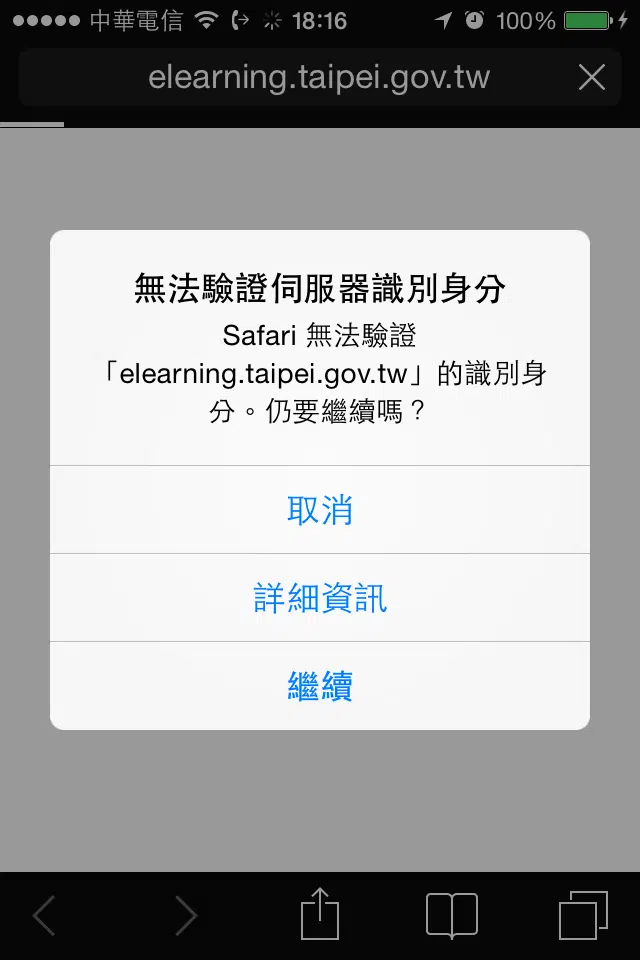 中華電信 18:16 100%
elearning.taipei.gov.tw
無法驗證伺服器識別身分
Safari 無法驗證
「elearning.taipei.gov.tw」的識別身
分。仍要繼續嗎？
取消
詳細資訊
繼續